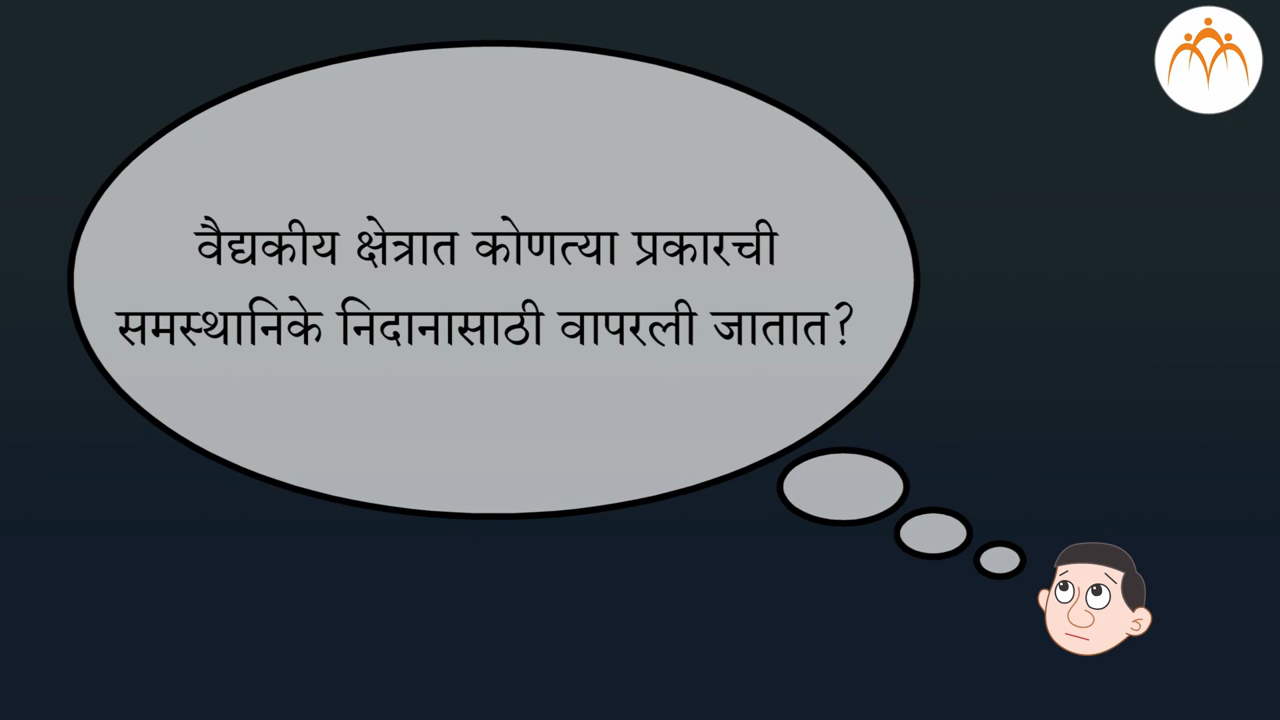 वैद्यकीय क्षेत्रात कोणत्या प्रकारची
समस्थानिके निदानासाठी वापरली जातात?